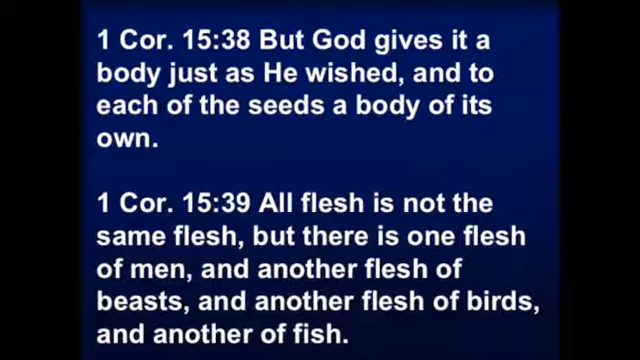 1 Cor. 15:38 But God gives it a
body just as He wished, and to
each of the seeds a body of its
own.
1 Cor. 15:39 All flesh is not the
same flesh, but there is one flesh
of men, and another flesh of
beasts, and another flesh of birds,
and another of fish.